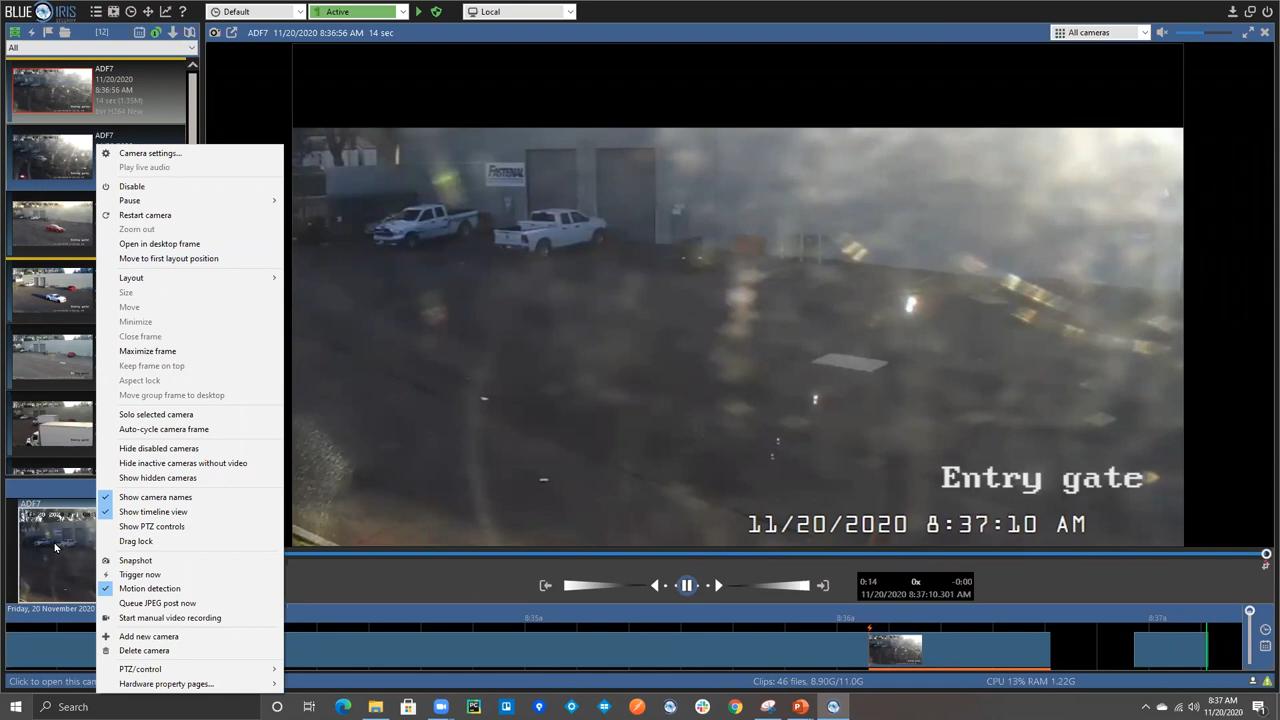 BLUE IRIS
SECURITY
Default
Active
Local
[12]
ADF7 11/20/2020 8:36:56 AM 14 sec
All cameras
All
ADF7
11/20/2020
8:36:56 AM
14 sec (1.35M)
bvr H264 New
ADF7
Camera settings...
Play live audio
Disable
Pause
Restart camera
Zoom out
Open in desktop frame
Move to first layout position
Layout
Size
Move
Minimize
Close frame
Maximize frame
Keep frame on top
Aspect lock
Move group frame to desktop
Solo selected camera
Auto-cycle camera frame
Hide disabled cameras
Hide inactive cameras without video
Show hidden cameras
Show camera names
Show timeline view
Show PTZ controls
Drag lock
Snapshot
Trigger now
Motion detection
Queue JPEG post now
Start manual video recording
Add new camera
Delete camera
PTZ/control
Hardware property pages...
FASTENAL
Entry gate
11/20/2020 8:37:10 AM
ADF7
0:14 0x -0:00
11/20/2020 8:37:10.301 AM
Friday, 20 November 2020
8:35a
8:36a
8:37a
Click to open this cam
Clips: 46 files, 8.90G/11.0G
CPU 13% RAM 1.22G
Search
8:37 AM
11/20/2020